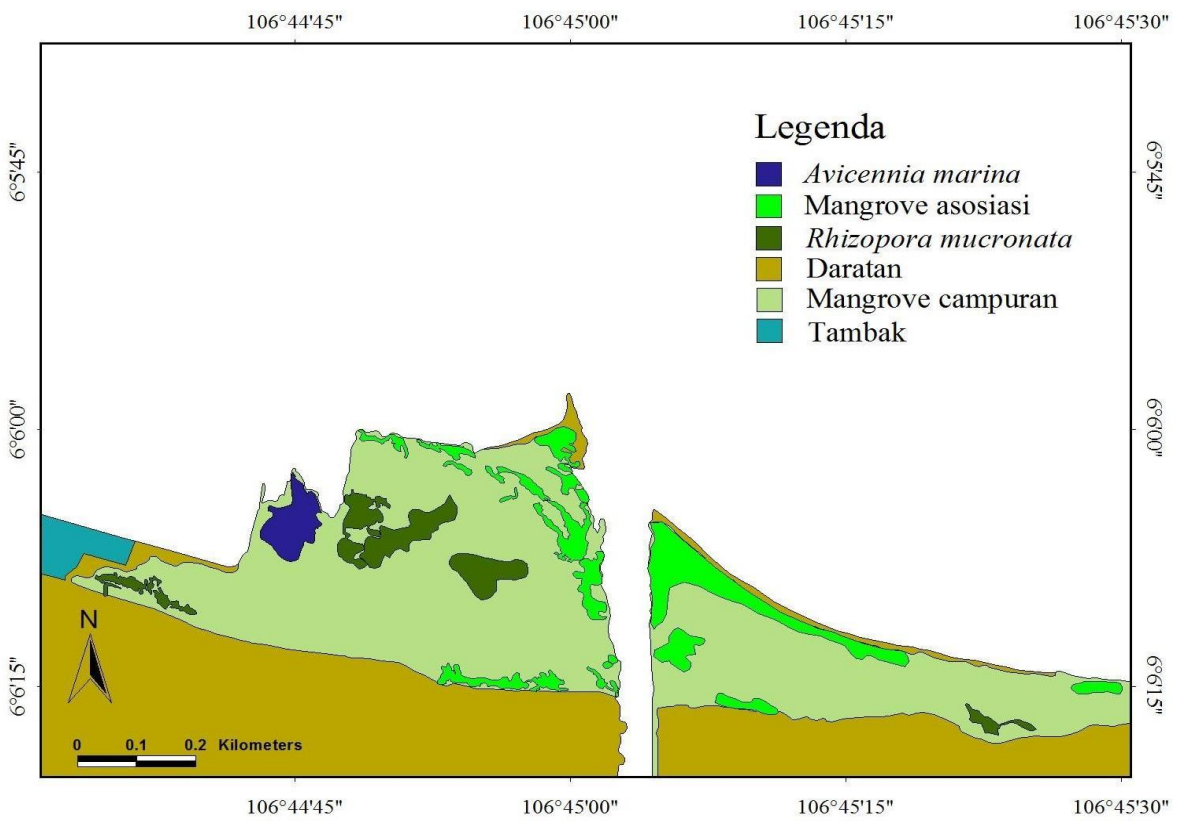 106°44'45" 106°45'00" 106°45'15" 106°45'30"
Legenda
Avicennia marina
Mangrove asosiasi
Rhizopora mucronata
Daratan
Mangrove campuran
Tambak
6°5'45"
6°5'45"
6°6'00"
6°6'00"
6°6'15"
6°6'15"
N
0 0.1 0.2 Kilometers
106°44'45" 106°45'00" 106°45'15" 106°45'30"